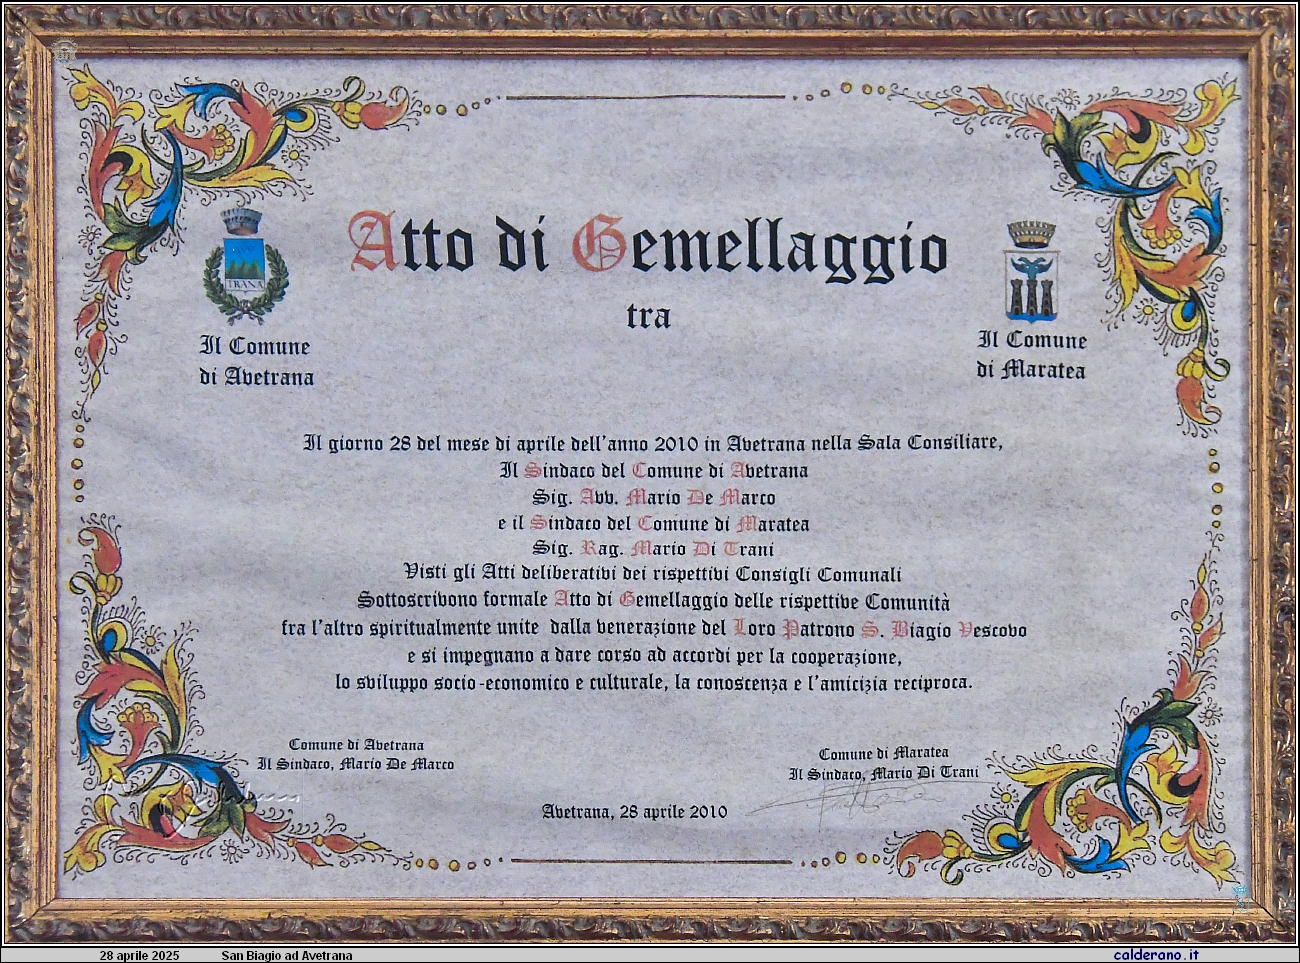 Atto di Gemellaggio
tra
TRANA
Il Comune
di Avetrana
Il Comune
di Maratea
Il giorno 28 del mese di aprile dell'anno 2010 in Avetrana nella Sala Consiliare,
Il Sindaco del Comune di Avetrana
Sig. Avv. Mario De Marco
e il Sindaco del Comune di Maratea
Sig. Rag. Mario Di Trani
Visti gli Atti deliberativi dei rispettivi Consigli Comunali
Sottoscrivono formale Atto di Gemellaggio delle rispettive Comunità
fra l'altro spiritualmente unite dalla venerazione del Loro Patrono S. Biagio Vescovo
e si impegnano a dare corso ad accordi per la cooperazione,
lo sviluppo socio-economico e culturale, la conoscenza e l'amicizia reciproca.
Comune di Avetrana
Il Sindaco, Mario De Marco
Comune di Maratea
Il Sindaco, Mario Di Trani
Avetrana, 28 aprile 2010
28 aprile 2025 San Biagio ad Avetrana calderano.it